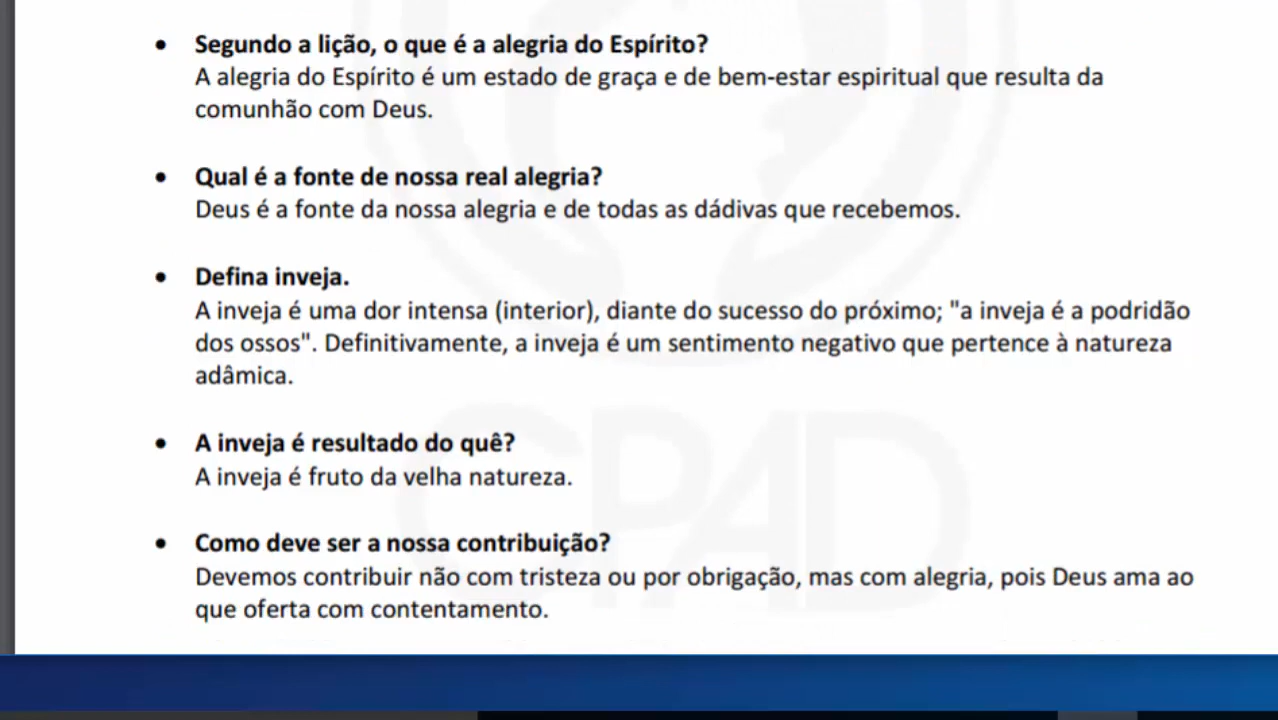 • Segundo a lição, o que é a alegria do Espírito?
A alegria do Espírito é um estado de graça e de bem-estar espiritual que resulta da
comunhão com Deus.
• Qual é a fonte de nossa real alegria?
Deus é a fonte da nossa alegria e de todas as dádivas que recebemos.
• Defina inveja.
A inveja é uma dor intensa (interior), diante do sucesso do próximo; "a inveja é a podridão
dos ossos". Definitivamente, a inveja é um sentimento negativo que pertence à natureza
adâmica.
• A inveja é resultado do quê?
A inveja é fruto da velha natureza.
• Como deve ser a nossa contribuição?
Devemos contribuir não com tristeza ou por obrigação, mas com alegria, pois Deus ama ao
que oferta com contentamento.
CPAD